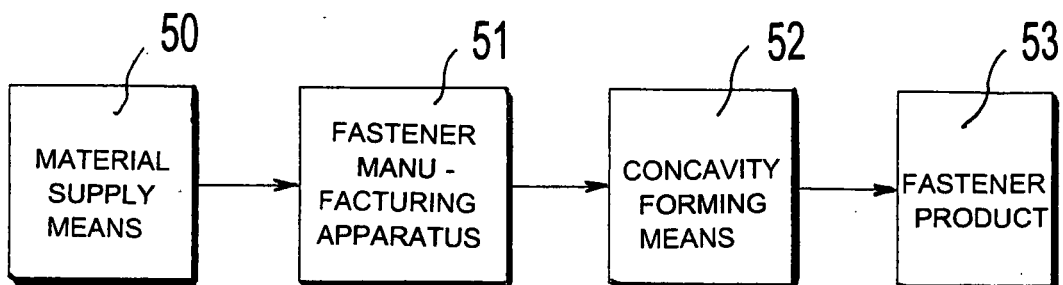 50
51
52
53
MATERIAL
SUPPLY
MEANS
FASTENER
MANU -
FACTURING
APPARATUS
CONCAVITY
FORMING
MEANS
FASTENER
PRODUCT